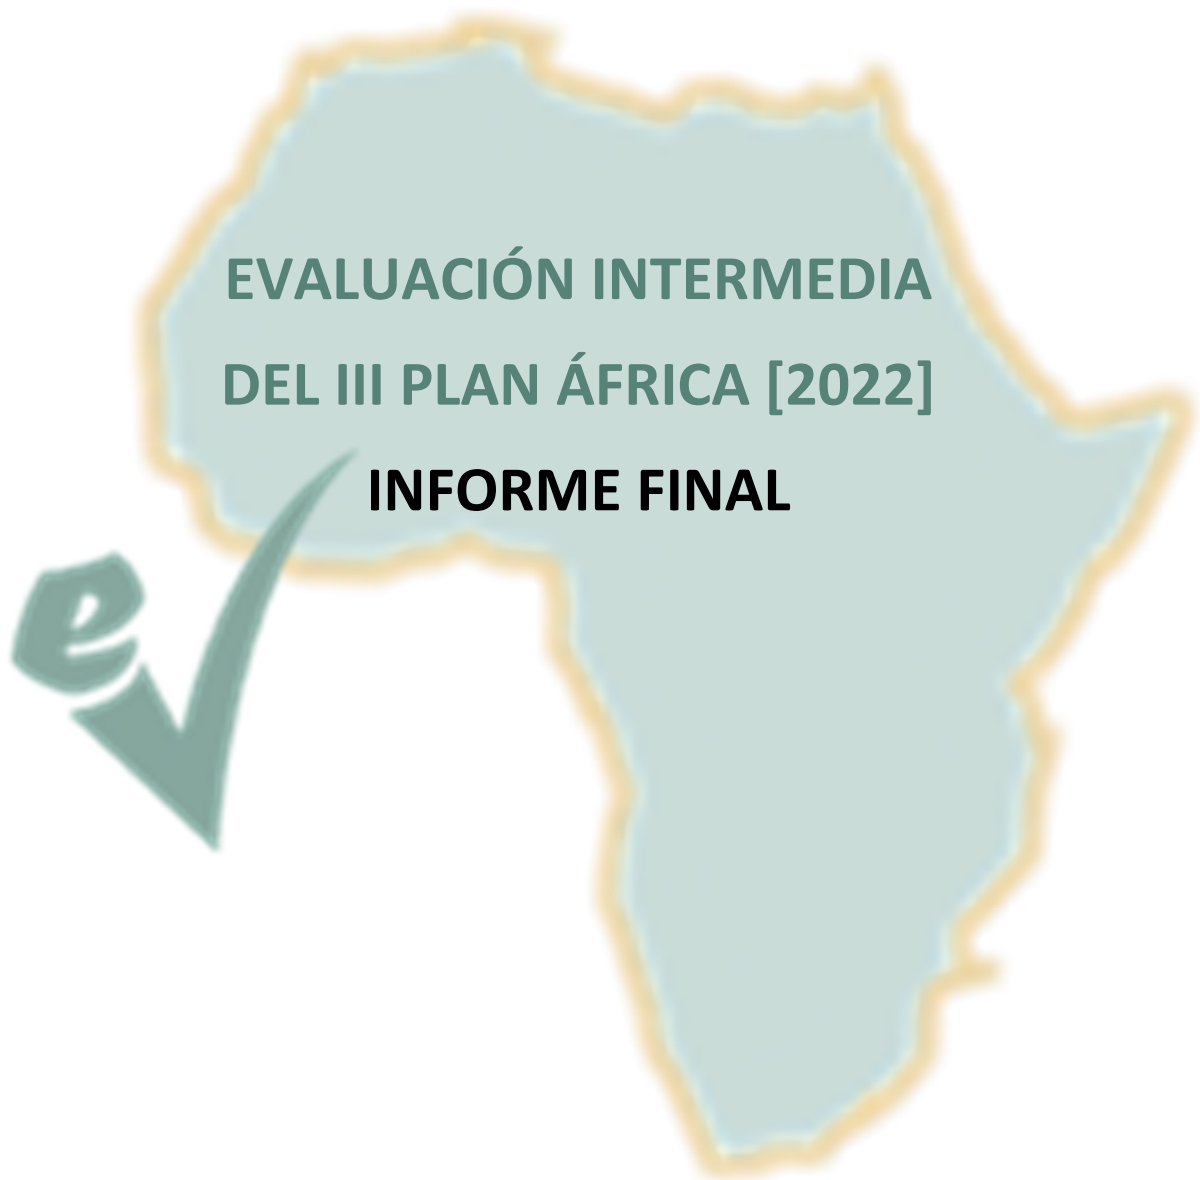 EVALUACIÓN INTERMEDIA
DEL III PLAN ÁFRICA [2022]
INFORME FINAL
e